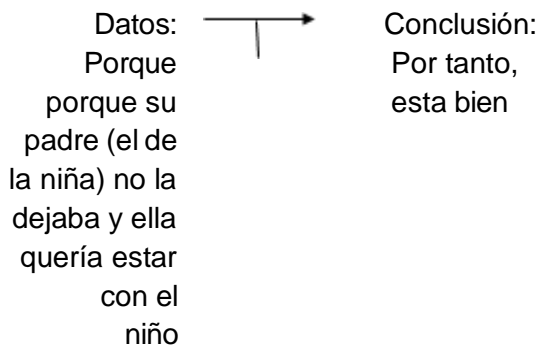 Datos:
Porque
porque su
padre (el de
la niña) no la
dejaba y ella
quería estar
con el
niño
Conclusión:
Por tanto,
esta bien